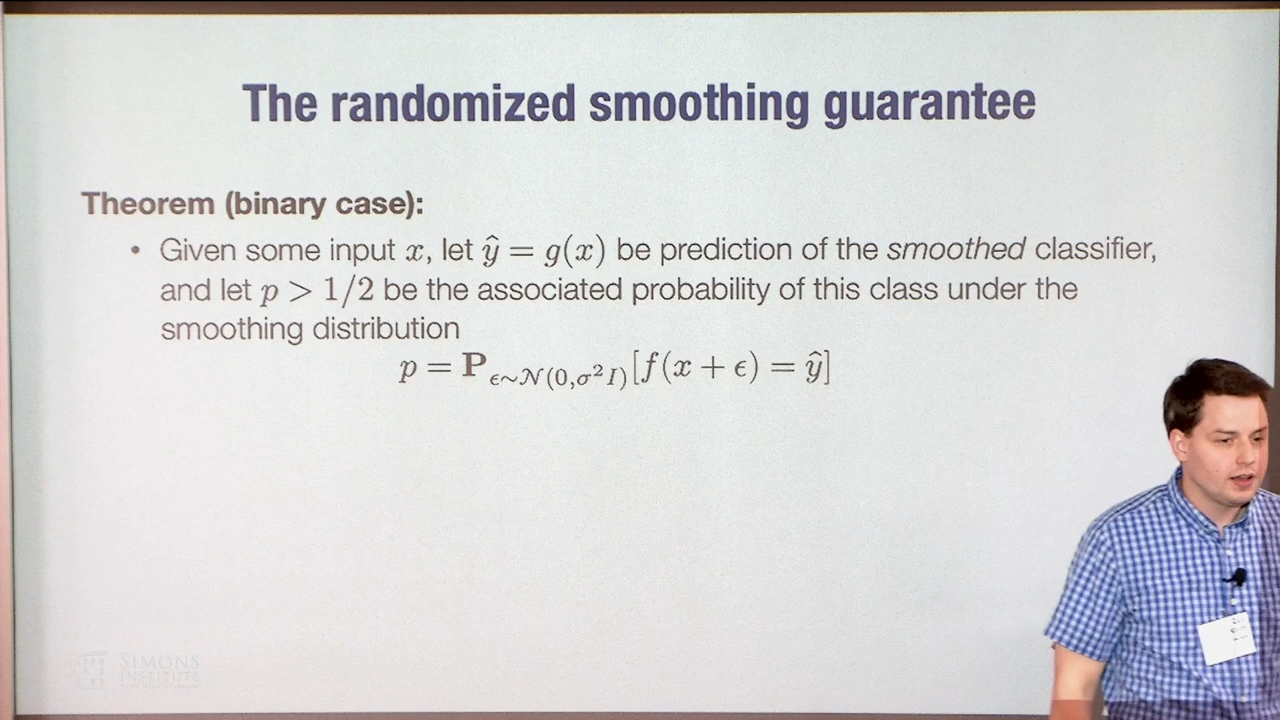 The randomized smoothing guarantee
Theorem (binary case):
• Given some input x, let ŷ = g(x) be prediction of the smoothed classifier,
and let p > 1/2 be the associated probability of this class under the
smoothing distribution
p = P_{ϵ∼𝒩(0,σ²I)}[f(x + ϵ) = ŷ]
SIMONS
INSTITUTE